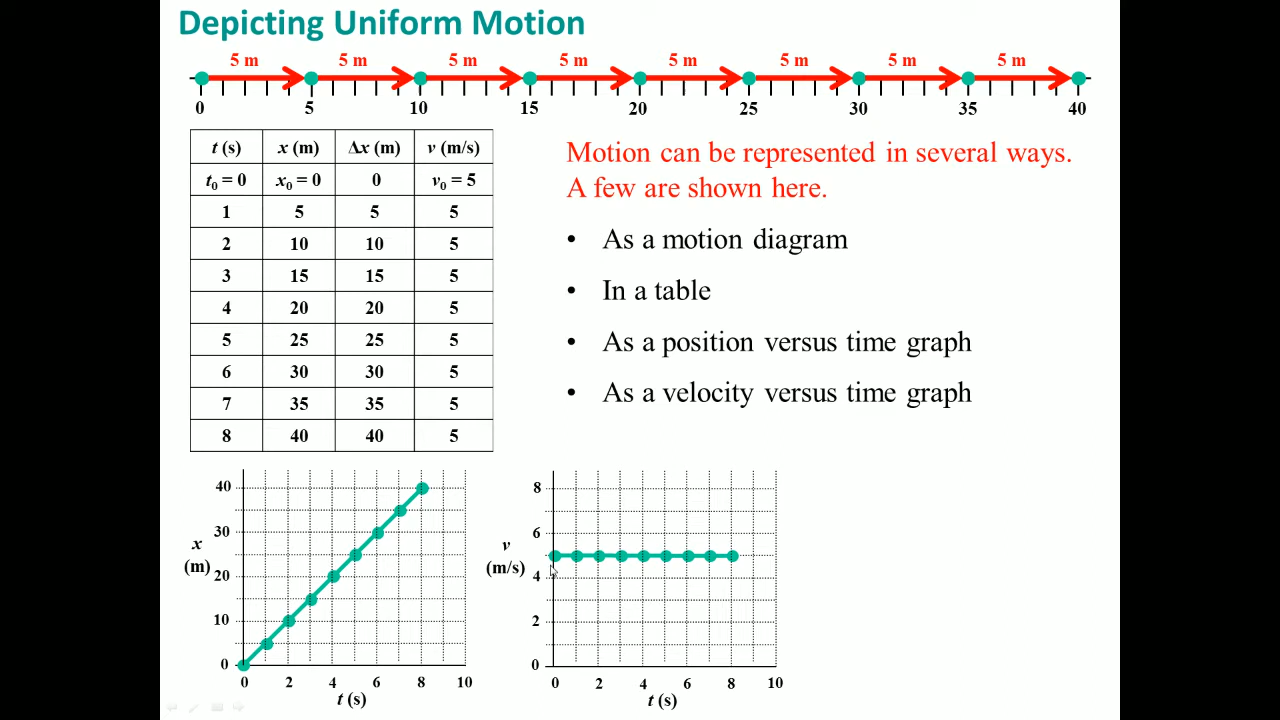 Depicting Uniform Motion
5 m 5 m 5 m 5 m 5 m 5 m 5 m 5 m
0 5 10 15 20 25 30 35 40
t (s) x (m) Δx (m) v (m/s)
t₀ = 0 x₀ = 0 0 v₀ = 5
1 5 5 5
2 10 10 5
3 15 15 5
4 20 20 5
5 25 25 5
6 30 30 5
7 35 35 5
8 40 40 5
Motion can be represented in several ways.
A few are shown here.
• As a motion diagram
• In a table
• As a position versus time graph
• As a velocity versus time graph
40
30
20
10
0
x
(m)
0 2 4 6 8 10
t (s)
8
6
4
2
0
v
(m/s)
0 2 4 6 8 10
t (s)